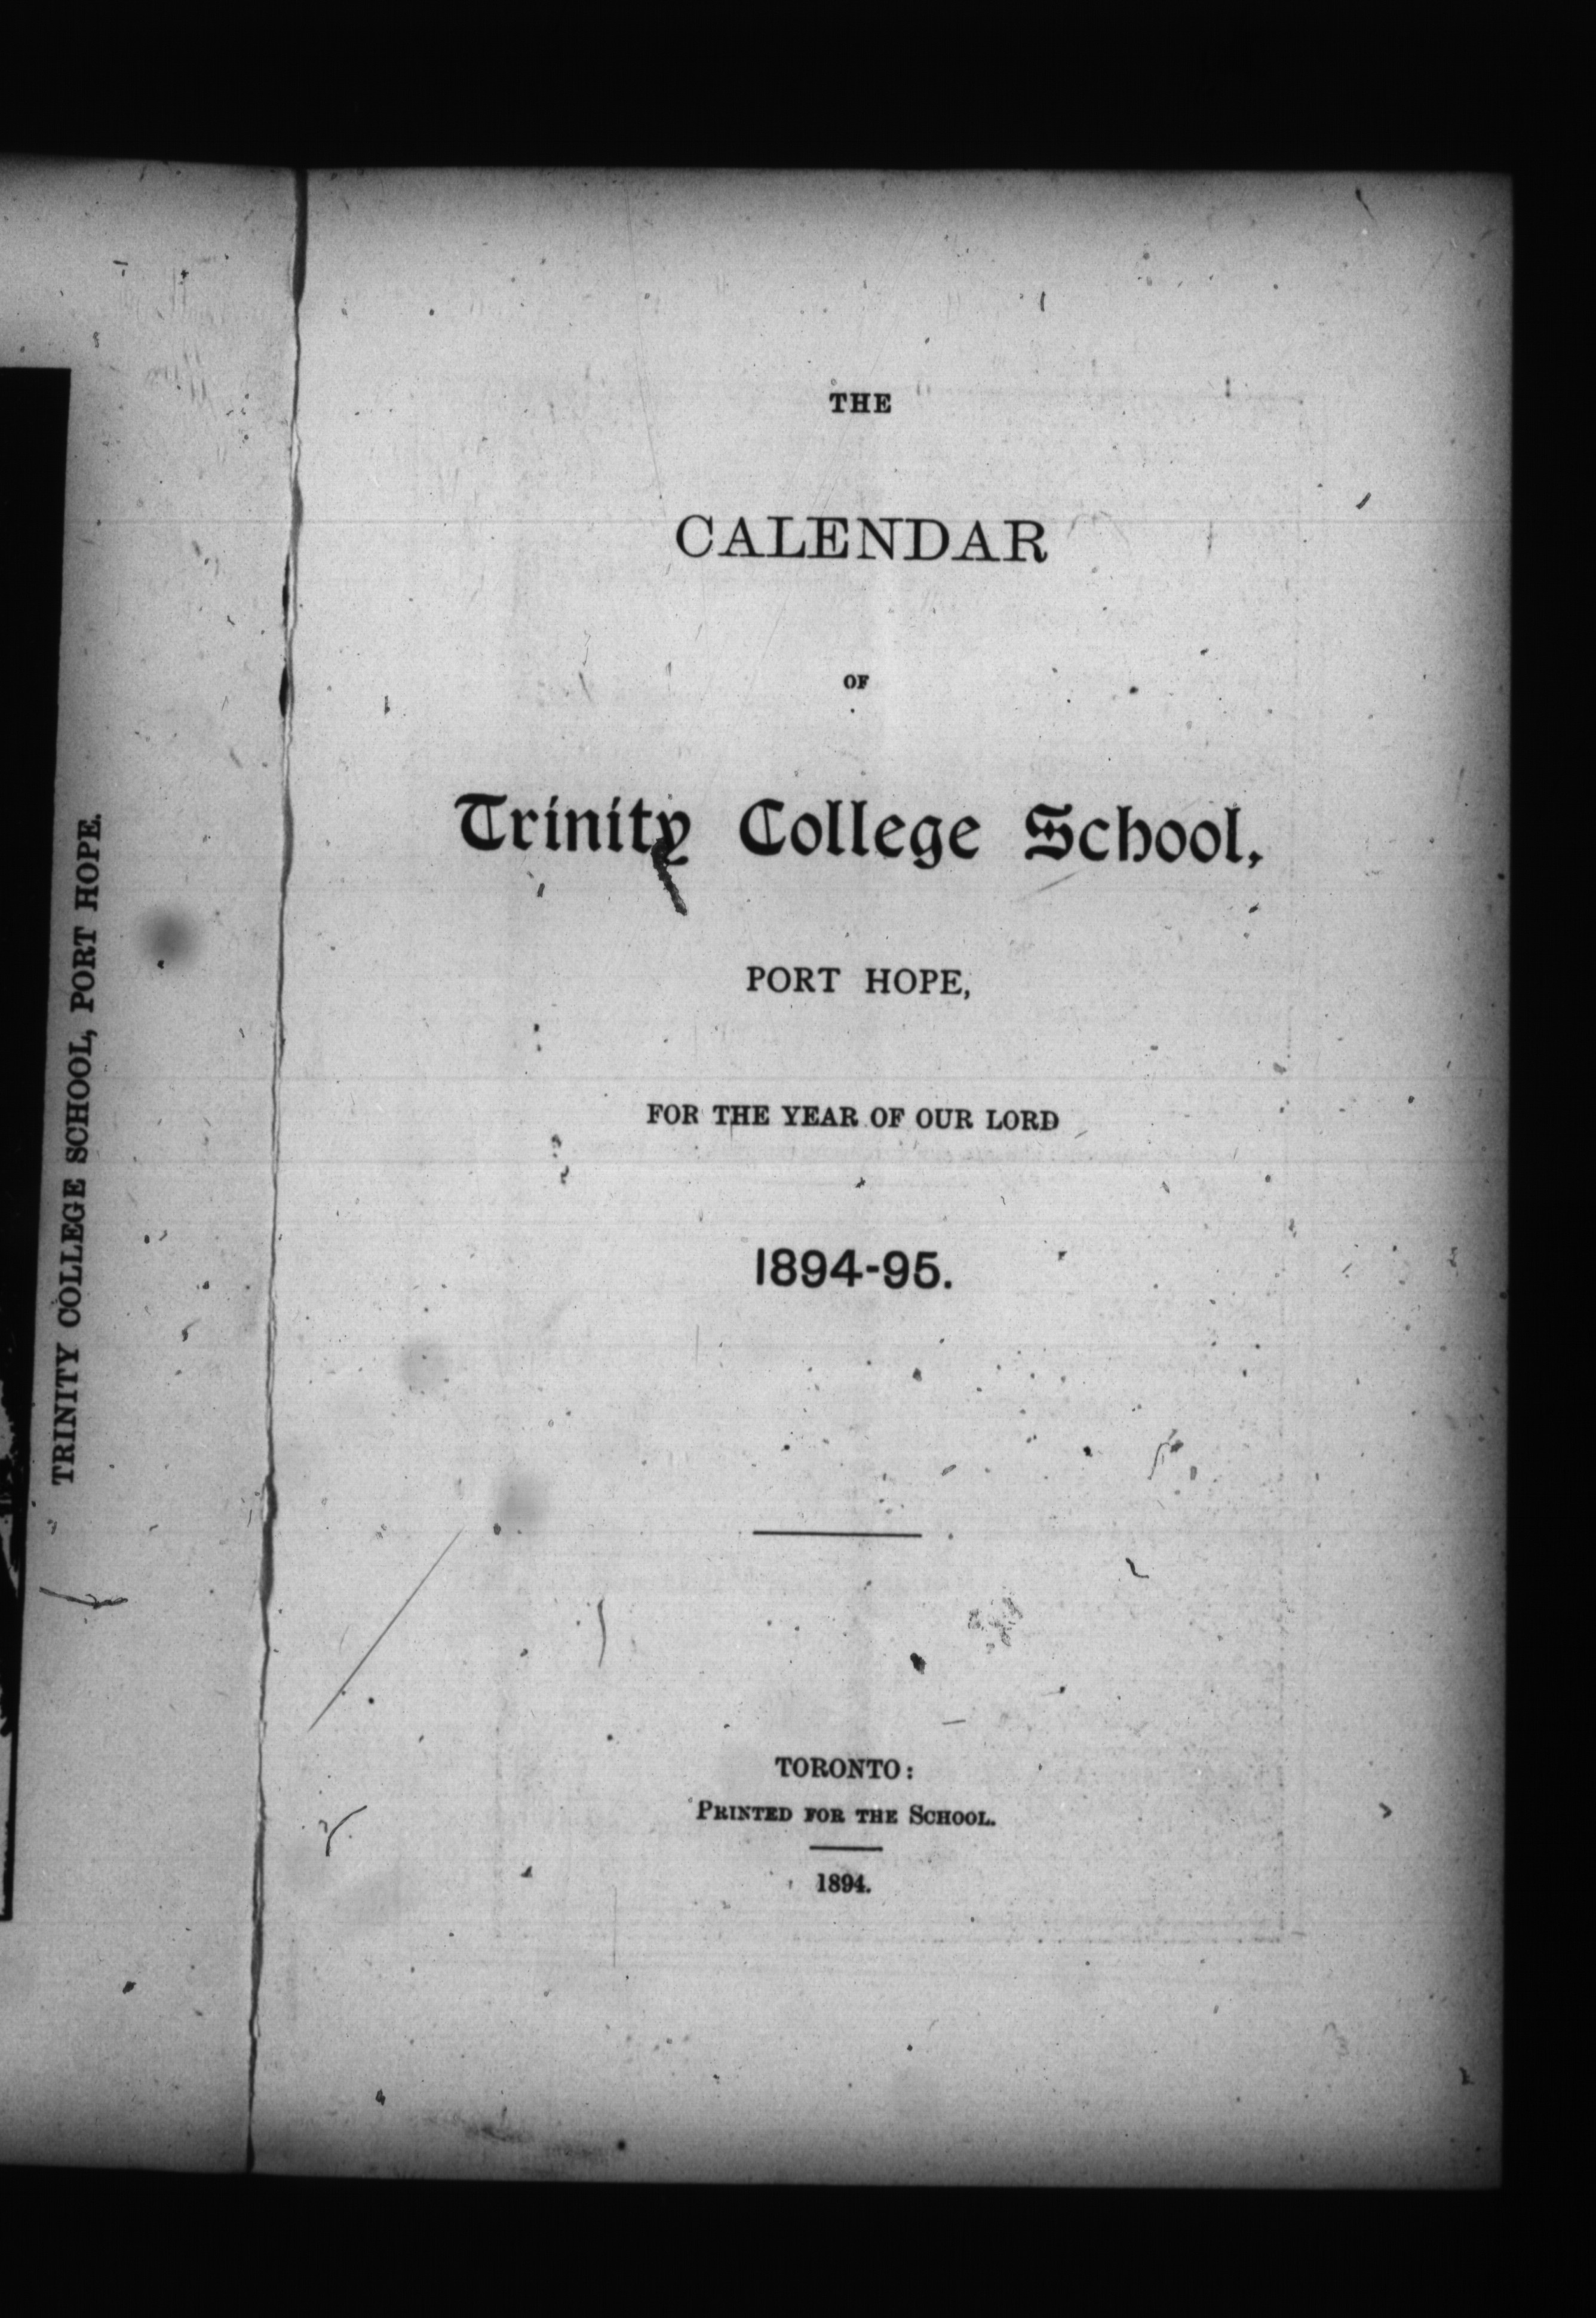 TRINITY COLLEGE SCHOOL, PORT HOPE.
THE
CALENDAR
OF
Trinity College School,
PORT HOPE,
FOR THE YEAR OF OUR LORD
1894-95.
TORONTO:
PRINTED FOR THE SCHOOL.
1894.